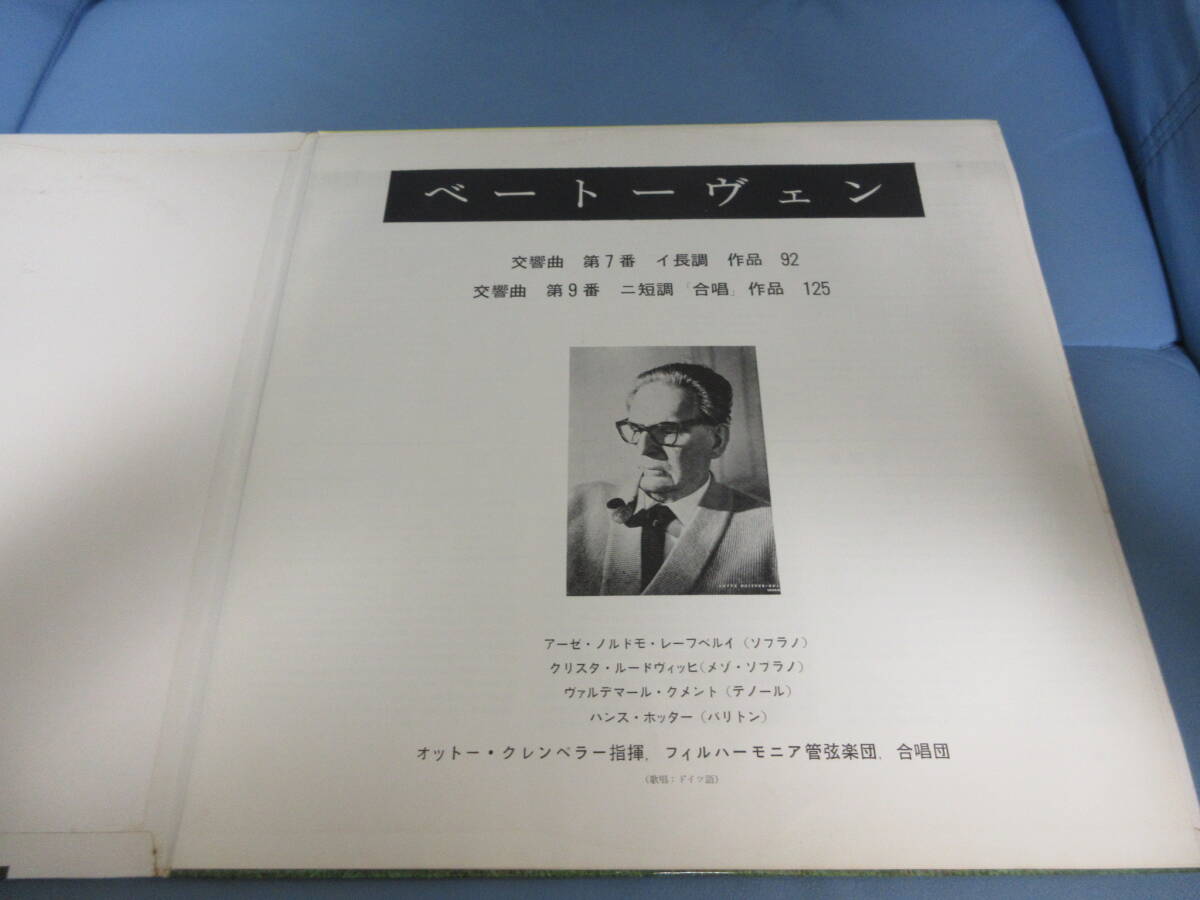 ベートーヴェン
交響曲 第7番 イ長調 作品 92
交響曲 第9番 ニ短調「合唱」作品 125
アーゼ・ノルドモ・レーフベルイ(ソプラノ)
クリスタ・ルードヴィッヒ(メゾ・ソプラノ)
ヴァルデマール・クメント(テノール)
ハンス・ホッター(バリトン)
オットー・クレンペラー指揮, フィルハーモニア管弦楽団, 合唱団
(歌唱:ドイツ語)